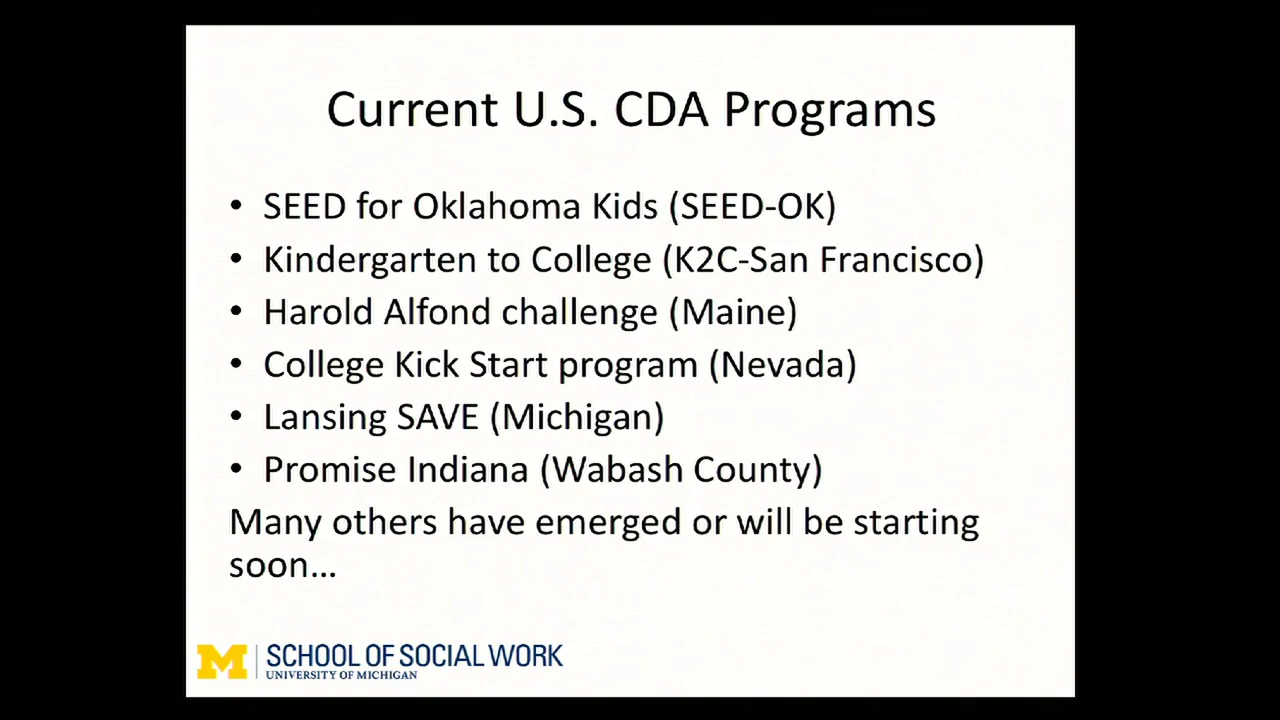 Current U.S. CDA Programs
• SEED for Oklahoma Kids (SEED-OK)
• Kindergarten to College (K2C-San Francisco)
• Harold Alfond challenge (Maine)
• College Kick Start program (Nevada)
• Lansing SAVE (Michigan)
• Promise Indiana (Wabash County)
Many others have emerged or will be starting
soon…
M SCHOOL OF SOCIAL WORK
UNIVERSITY OF MICHIGAN